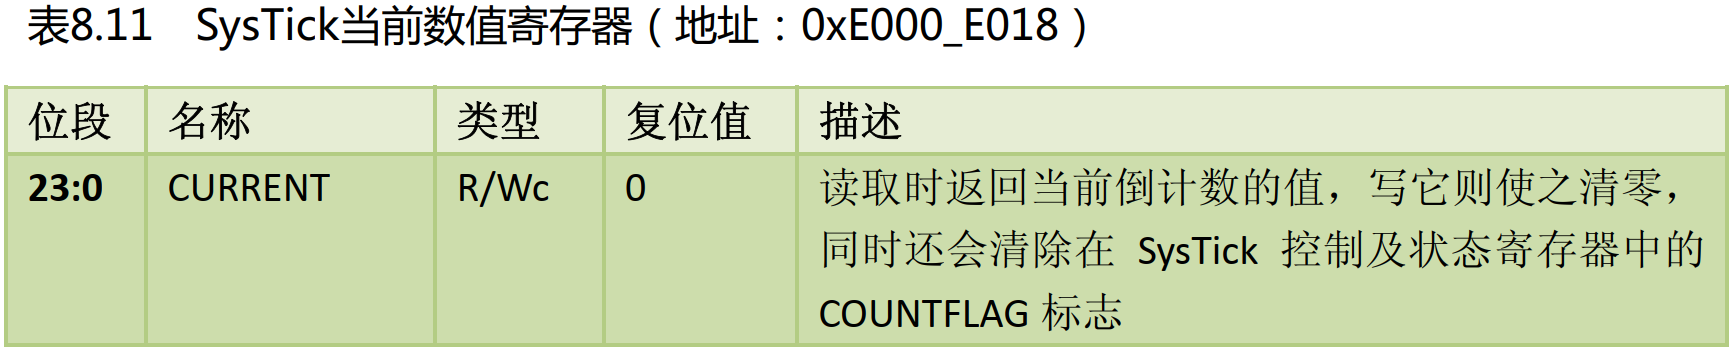 表8.11 SysTick当前数值寄存器（地址：0xE000_E018）
位段 名称 类型 复位值 描述
23:0 CURRENT R/Wc 0 读取时返回当前倒计数的值，写它则使之清零，
同时还会清除在 SysTick 控制及状态寄存器中的
COUNTFLAG 标志